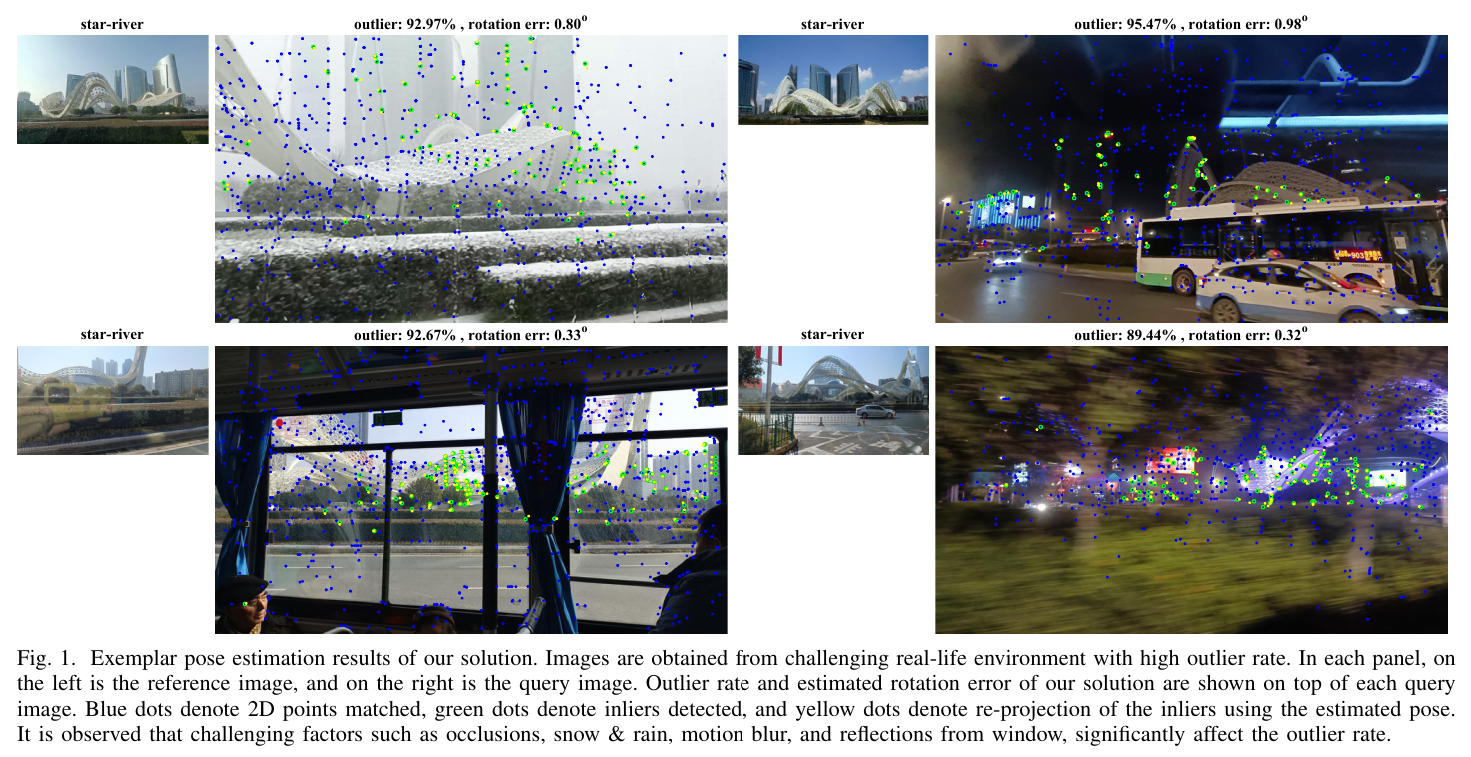 star-river
outlier: 92.97% , rotation err: 0.80°
star-river
outlier: 95.47% , rotation err: 0.98°
903
star-river
outlier: 92.67% , rotation err: 0.33°
star-river
outlier: 89.44% , rotation err: 0.32°
Fig. 1. Exemplar pose estimation results of our solution. Images are obtained from challenging real-life environment with high outlier rate. In each panel, on
the left is the reference image, and on the right is the query image. Outlier rate and estimated rotation error of our solution are shown on top of each query
image. Blue dots denote 2D points matched, green dots denote inliers detected, and yellow dots denote re-projection of the inliers using the estimated pose.
It is observed that challenging factors such as occlusions, snow & rain, motion blur, and reflections from window, significantly affect the outlier rate.